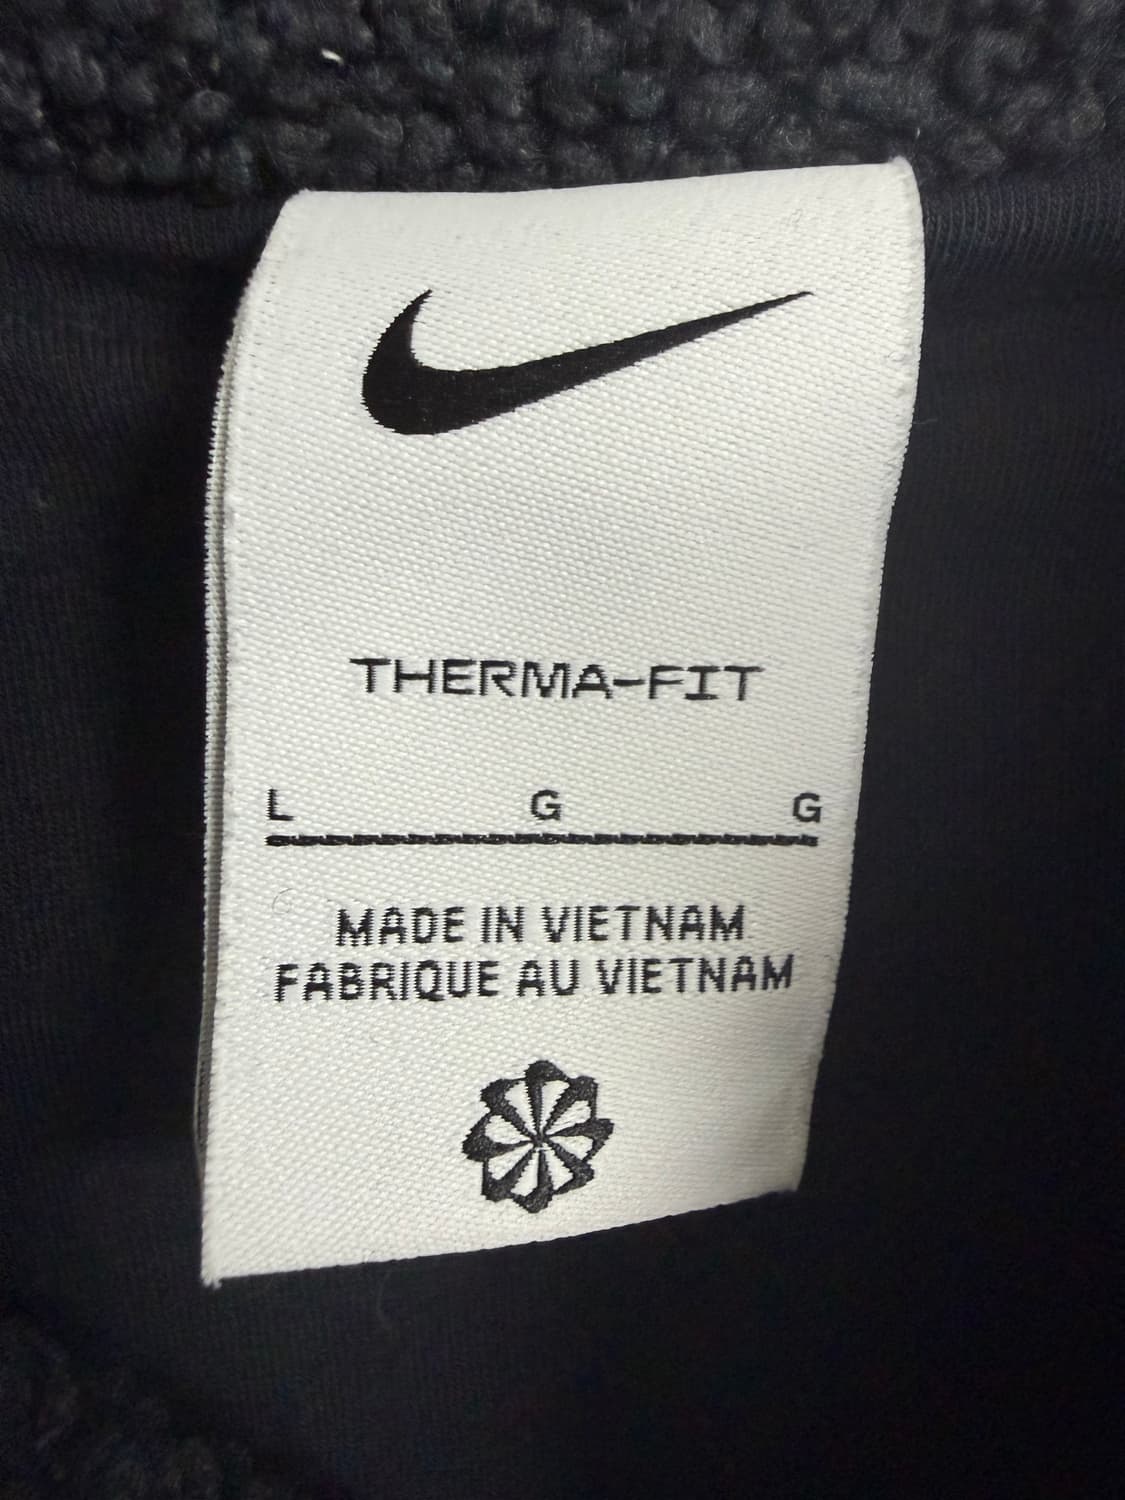 THERMA-FIT
L G G
MADE IN VIETNAM
FABRIQUE AU VIETNAM